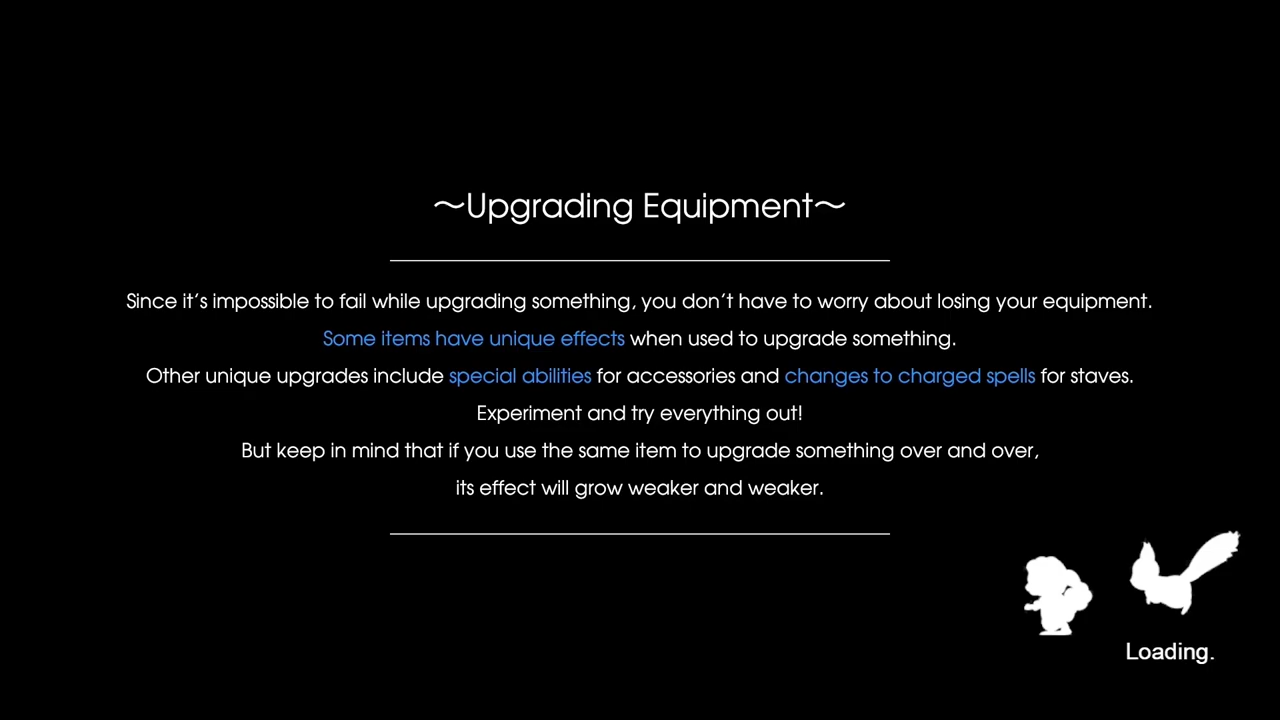 ～Upgrading Equipment～
Since it's impossible to fail while upgrading something, you don't have to worry about losing your equipment.
Some items have unique effects when used to upgrade something.
Other unique upgrades include special abilities for accessories and changes to charged spells for staves.
Experiment and try everything out!
But keep in mind that if you use the same item to upgrade something over and over,
its effect will grow weaker and weaker.
Loading.